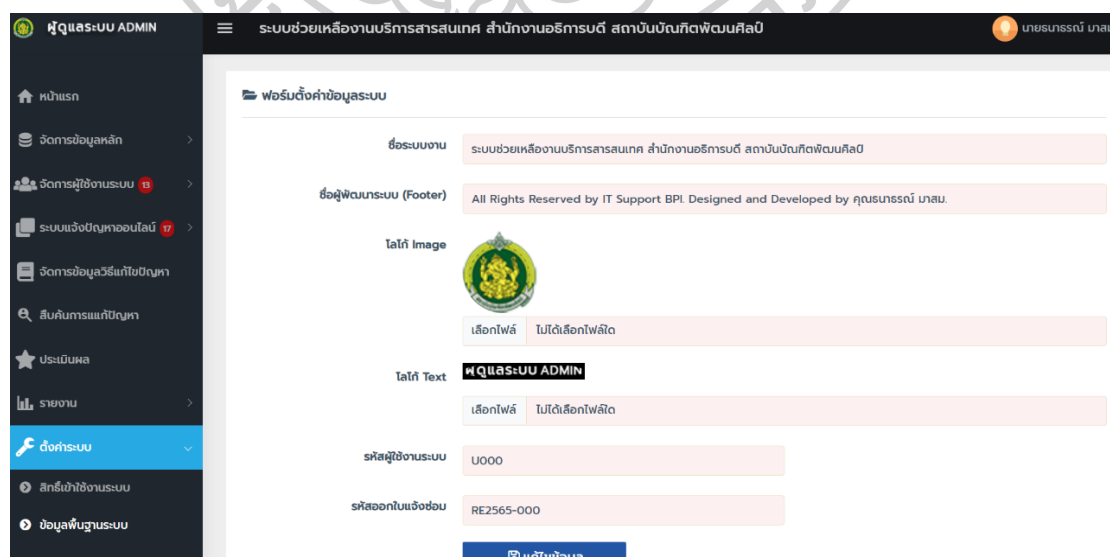 ผู้ดูแลระบบ ADMIN
ระบบช่วยเหลืองานบริการสารสนเทศ สำนักงานอธิการบดี สถาบันบัณฑิตพัฒนศิลป์
นายธนาธรณ์ มาสม
หน้าแรก
จัดการข้อมูลหลัก
จัดการผู้ใช้งานระบบ 13
ระบบแจ้งปัญหาออนไลน์ 17
จัดการข้อมูลวิธีแก้ไขปัญหา
สืบค้นการแแก้ปัญหา
ประเมินผล
รายงาน
ตั้งค่าระบบ
สิทธิ์เข้าใช้งานระบบ
ข้อมูลพื้นฐานระบบ
ฟอร์มตั้งค่าข้อมูลระบบ
ชื่อระบบงาน ระบบช่วยเหลืองานบริการสารสนเทศ สำนักงานอธิการบดี สถาบันบัณฑิตพัฒนศิลป์
ชื่อผู้พัฒนาระบบ (Footer) All Rights Reserved by IT Support BPI. Designed and Developed by คุณธนาธรณ์ มาสม.
โลโก้ Image
เลือกไฟล์ ไม่ได้เลือกไฟล์ใด
โลโก้ Text ผู้ดูแลระบบ ADMIN
เลือกไฟล์ ไม่ได้เลือกไฟล์ใด
รหัสผู้ใช้งานระบบ U000
รหัสออกใบแจ้งซ่อม RE2565-000
แก้ไขข้อมูล